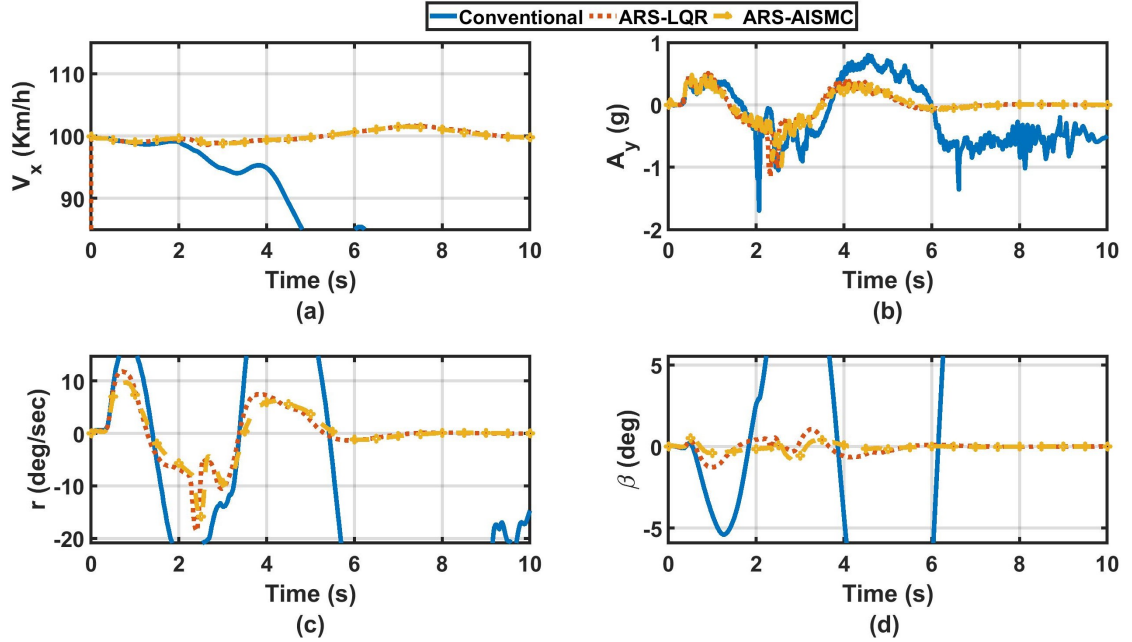 Conventional ARS-LQR ARS-AISMC
110
100
90
V_x (Km/h)
0 2 4 6 8 10
Time (s)
(a)
1
0
-1
-2
A_y (g)
0 2 4 6 8 10
Time (s)
(b)
10
0
-10
-20
r (deg/sec)
0 2 4 6 8 10
Time (s)
(c)
5
0
-5
β (deg)
0 2 4 6 8 10
Time (s)
(d)